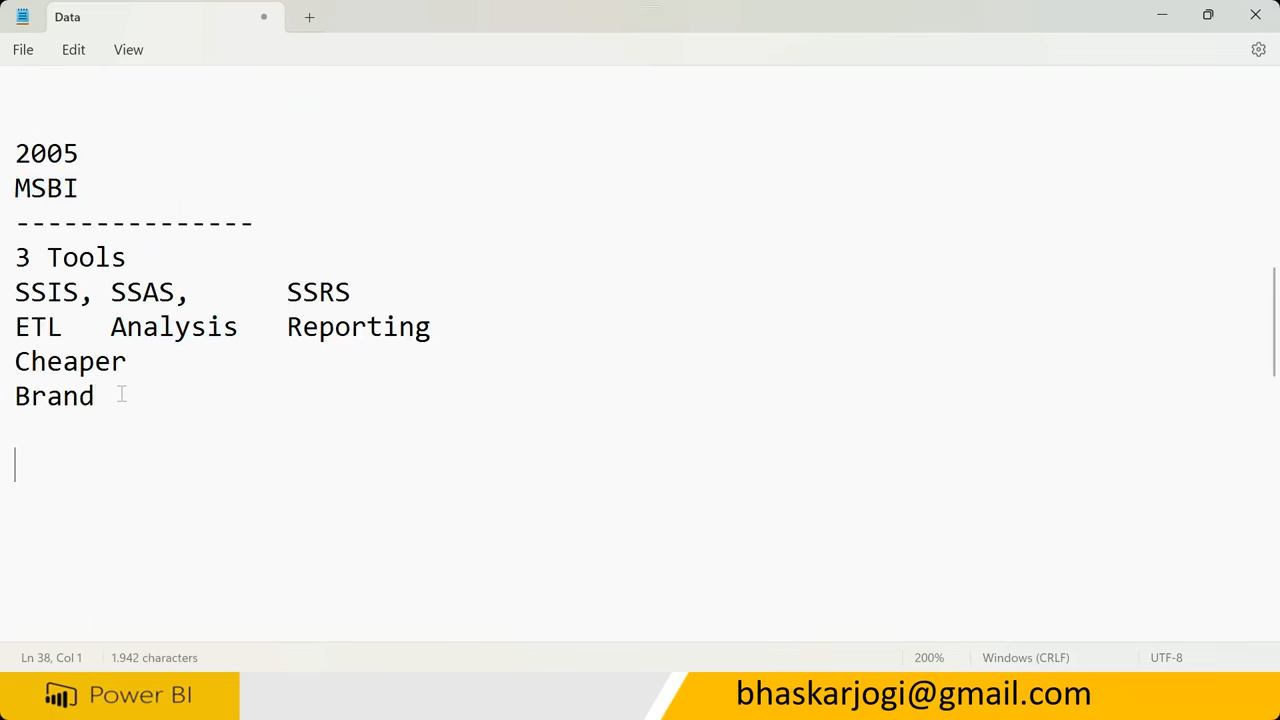 Data
File Edit View
2005
MSBI
---------------
3 Tools
SSIS, SSAS, SSRS
ETL Analysis Reporting
Cheaper
Brand
Ln 38, Col 1 1.942 characters 200% Windows (CRLF) UTF-8
Power BI bhaskarjogi@gmail.com